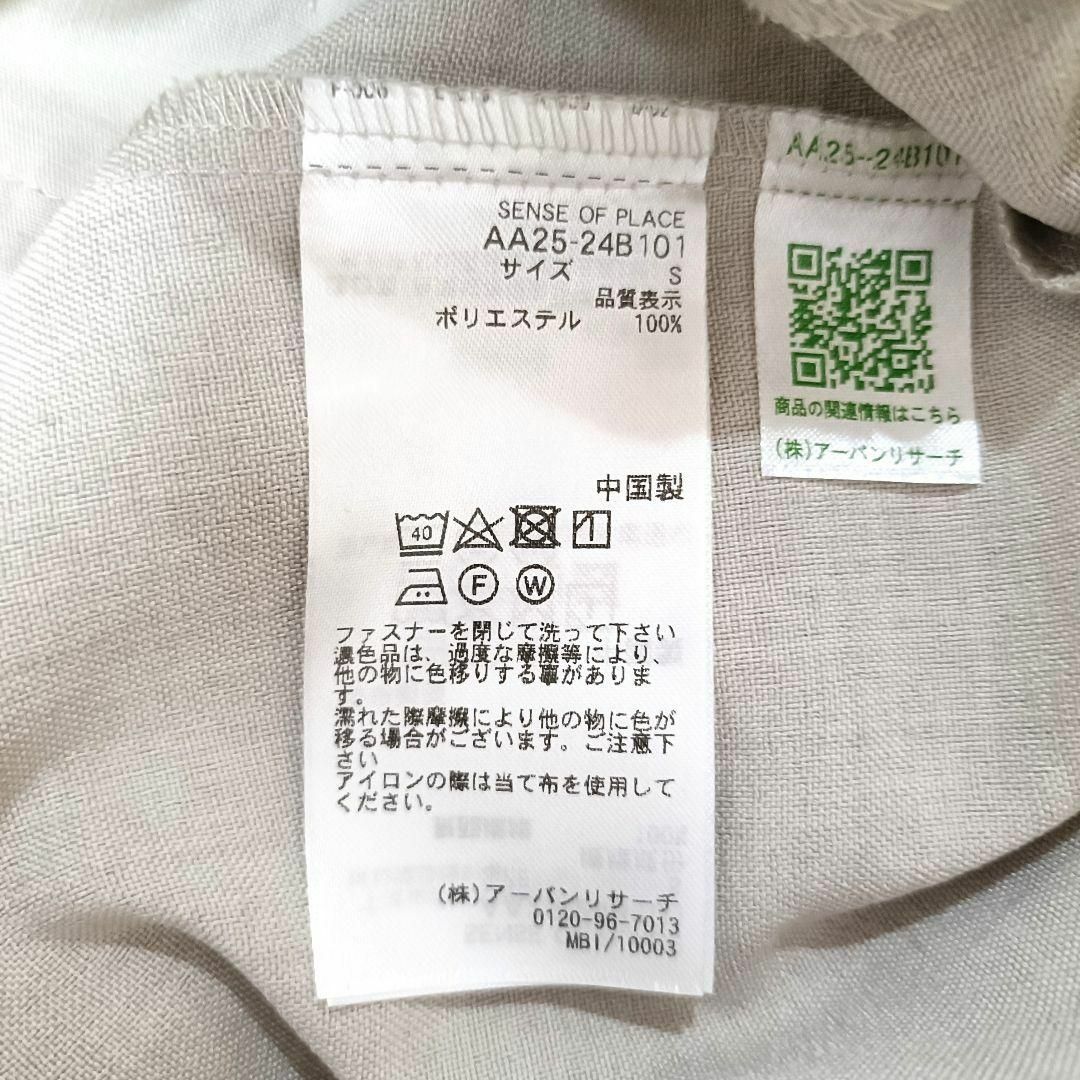 SENSE OF PLACE
AA25-24B101
サイズ S
品質表示
ポリエステル 100%
中国製
40
1
F W
ファスナーを閉じて洗って下さい
濃色品は、過度な摩擦等により、
他の物に色移りする事がありま
す。
濡れた際摩擦により他の物に色が
移る場合がございます。ご注意下
さい
アイロンの際は当て布を使用して
ください。
(株)アーバンリサーチ
0120-96-7013
MBI/10003
AA25--24B101
商品の関連情報はこちら
(株)アーバンリサーチ